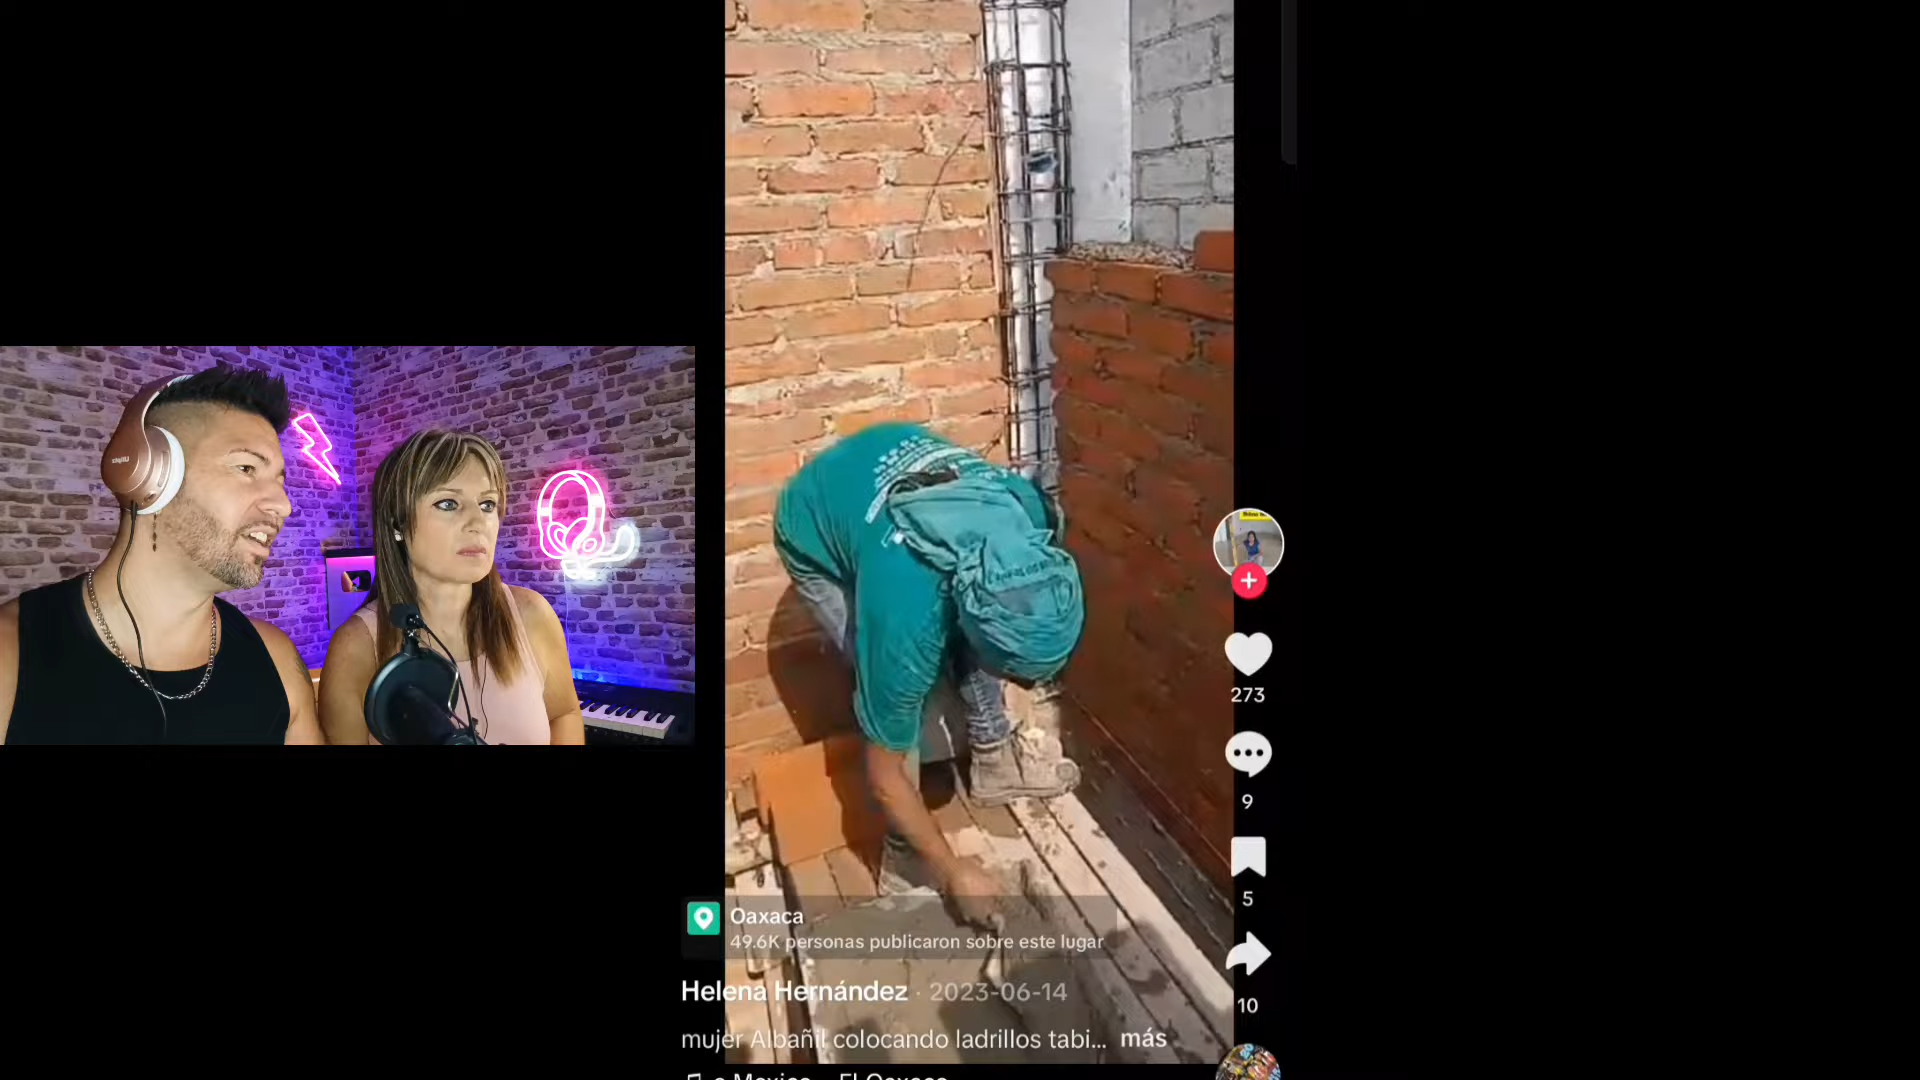 273
9
5
10
Oaxaca
49.6K personas publicaron sobre este lugar
Helena Hernández · 2023-06-14
mujer Albañil colocando ladrillos tabi... más